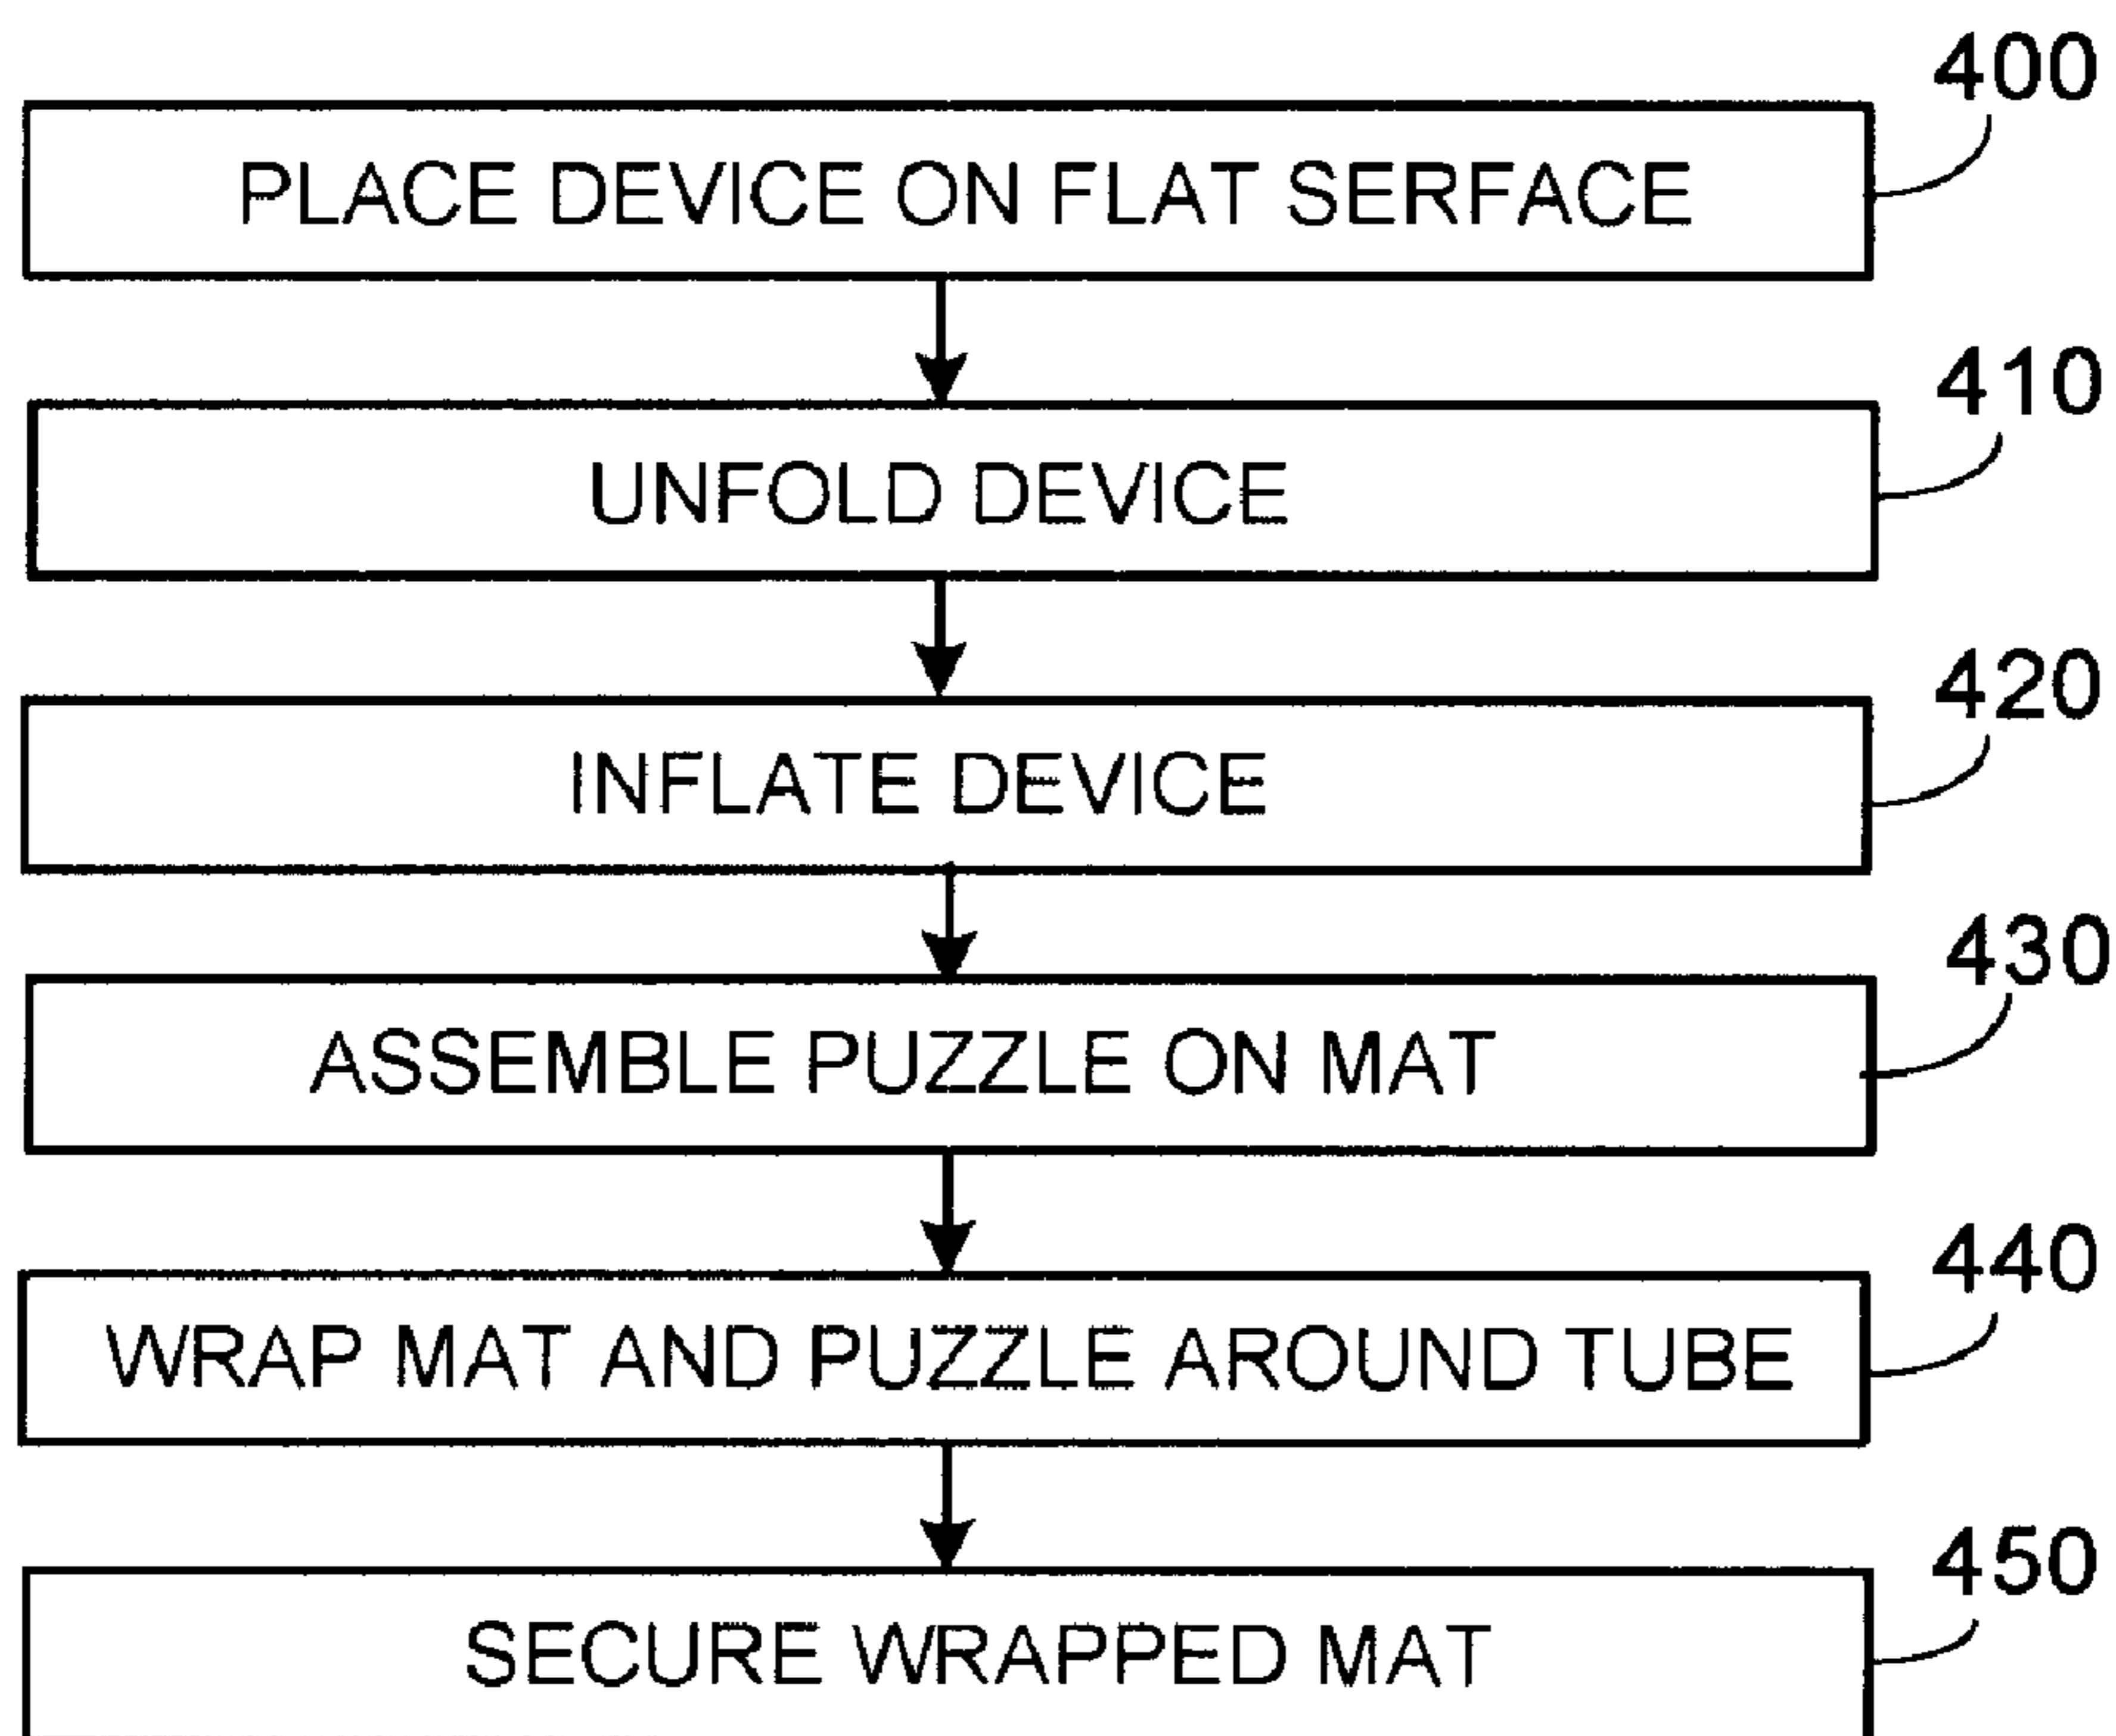 400
PLACE DEVICE ON FLAT SERFACE
410
UNFOLD DEVICE
420
INFLATE DEVICE
430
ASSEMBLE PUZZLE ON MAT
440
WRAP MAT AND PUZZLE AROUND TUBE
450
SECURE WRAPPED MAT